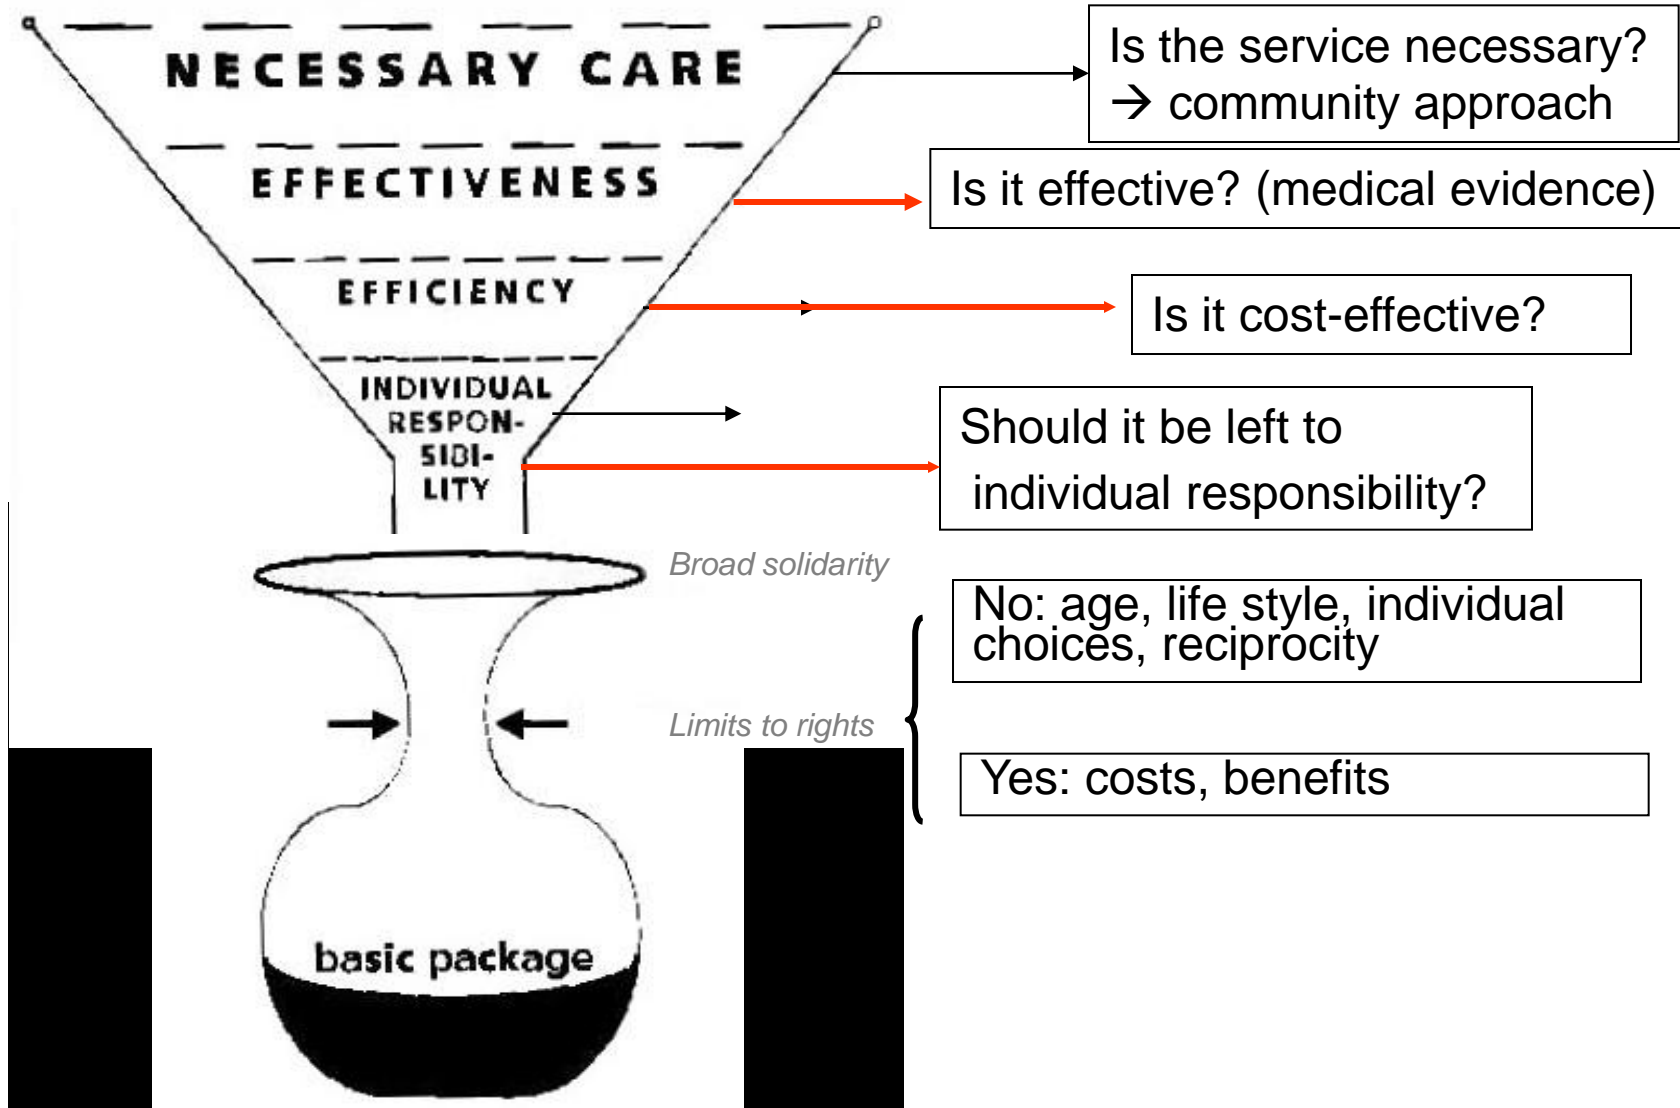 NECESSARY CARE
Is the service necessary?
→ community approach
EFFECTIVENESS
Is it effective? (medical evidence)
EFFICIENCY
Is it cost-effective?
INDIVIDUAL
RESPON-
SIBI-
LITY
Should it be left to
individual responsibility?
Broad solidarity
No: age, life style, individual
choices, reciprocity
Limits to rights
Yes: costs, benefits
basic package